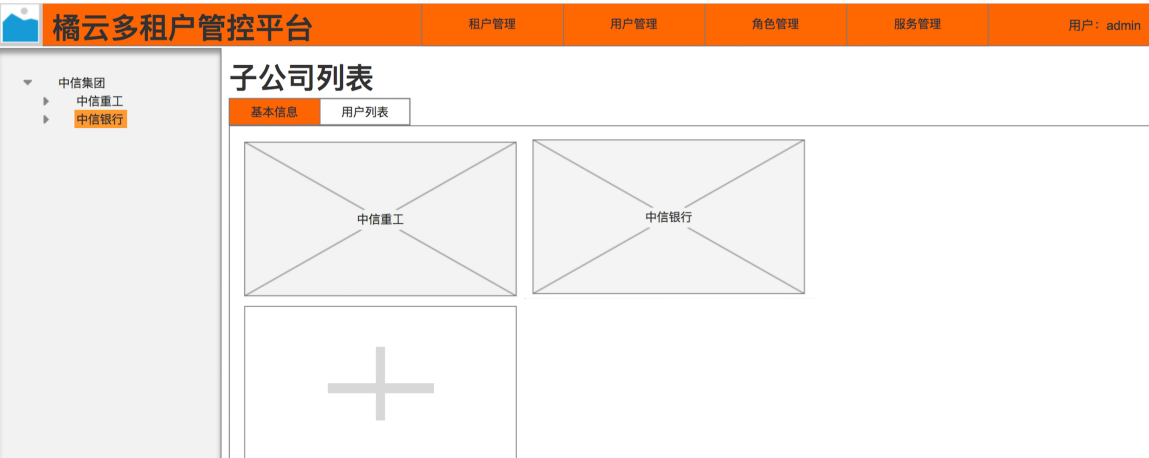 橘云多租户管控平台
租户管理
用户管理
角色管理
服务管理
用户：admin
中信集团
中信重工
中信银行
子公司列表
基本信息
用户列表
中信重工
中信银行